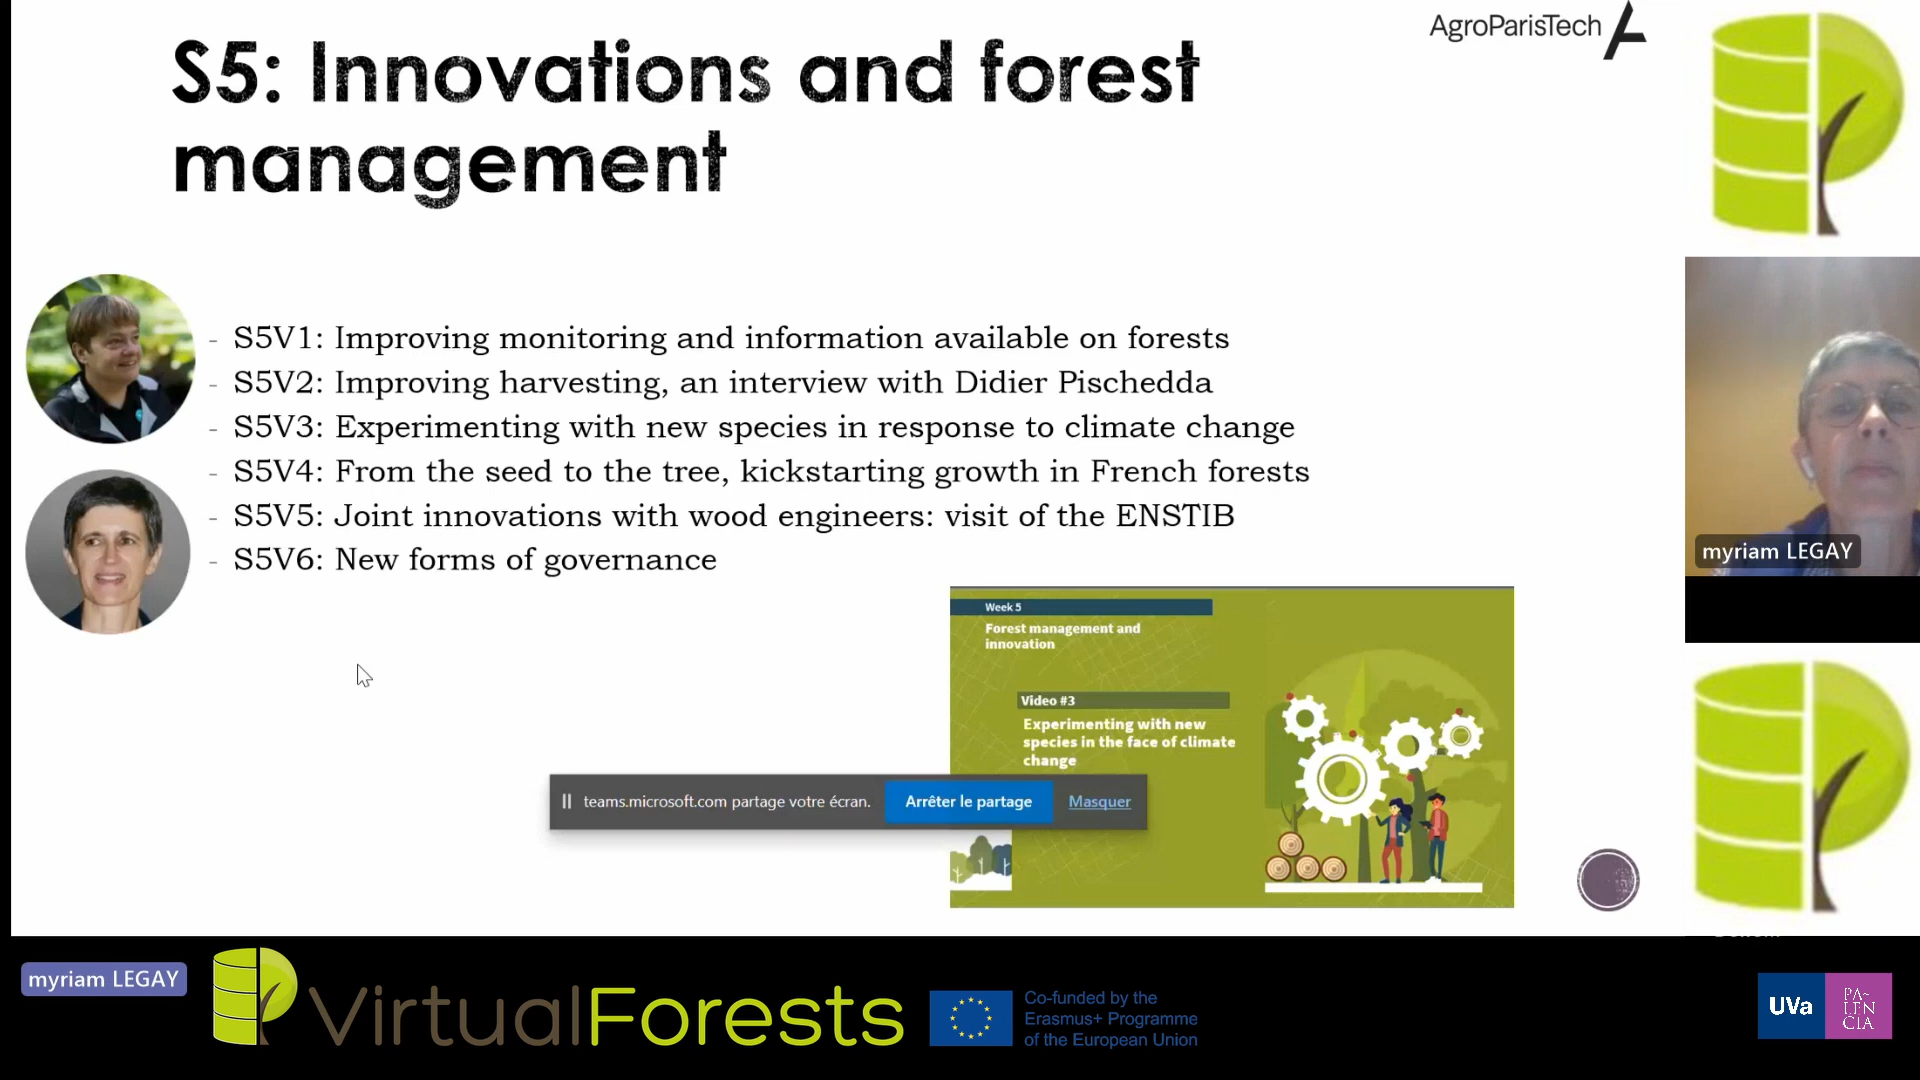 AgroParisTech
S5: Innovations and forest
management
- S5V1: Improving monitoring and information available on forests
- S5V2: Improving harvesting, an interview with Didier Pischedda
- S5V3: Experimenting with new species in response to climate change
- S5V4: From the seed to the tree, kickstarting growth in French forests
- S5V5: Joint innovations with wood engineers: visit of the ENSTIB
- S5V6: New forms of governance
myriam LEGAY
Week 5
Forest management and
innovation
Video #3
Experimenting with new
species in the face of climate
change
teams.microsoft.com partage votre écran.
Arrêter le partage
Masquer
myriam LEGAY
VirtualForests
Co-funded by the
Erasmus+ Programme
of the European Union
UVa
PA-
LEN
CIA